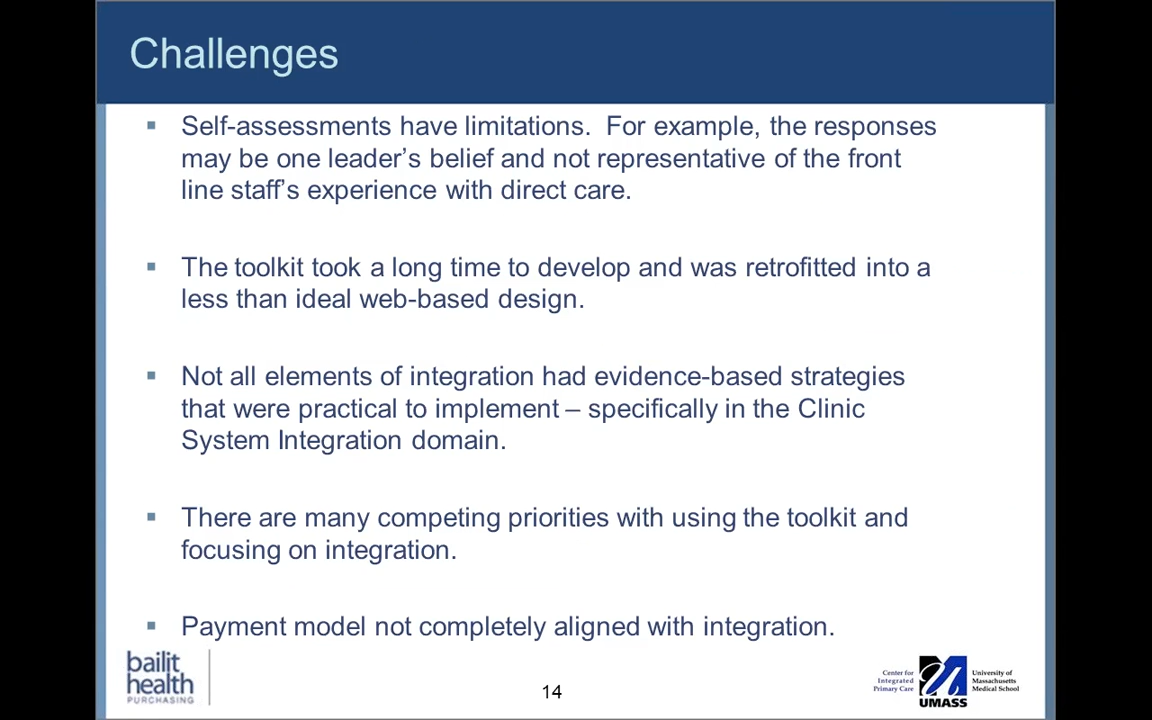 Challenges
▪ Self-assessments have limitations.  For example, the responses
may be one leader’s belief and not representative of the front
line staff’s experience with direct care.
▪ The toolkit took a long time to develop and was retrofitted into a
less than ideal web-based design.
▪ Not all elements of integration had evidence-based strategies
that were practical to implement – specifically in the Clinic
System Integration domain.
▪ There are many competing priorities with using the toolkit and
focusing on integration.
▪ Payment model not completely aligned with integration.
bailit
health
PURCHASING
14
Center for
Integrated
Primary Care
UMASS
University of
Massachusetts
Medical School